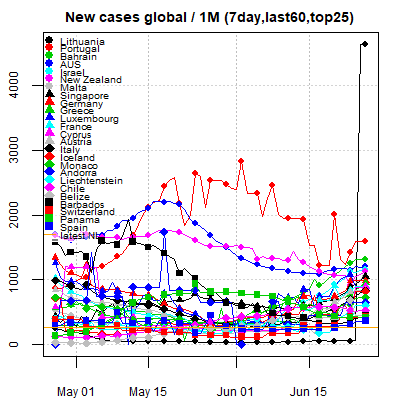 New cases global / 1M (7day,last60,top25)
Lithuania
Portugal
Bahrain
AUS
Israel
New Zealand
Malta
Singapore
Germany
Greece
Luxembourg
France
Cyprus
Austria
Italy
Iceland
Monaco
Andorra
Liechtenstein
Chile
Belize
Barbados
Switzerland
Panama
Spain
0
1000
2000
3000
4000
May 01
May 15
Jun 01
Jun 15